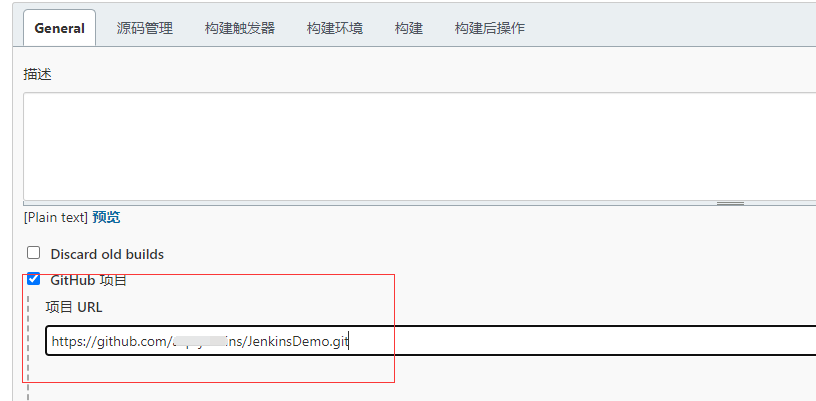 General 源码管理 构建触发器 构建环境 构建 构建后操作
描述
[Plain text] 预览
Discard old builds
GitHub 项目
项目 URL
https://github.com/ /JenkinsDemo.git